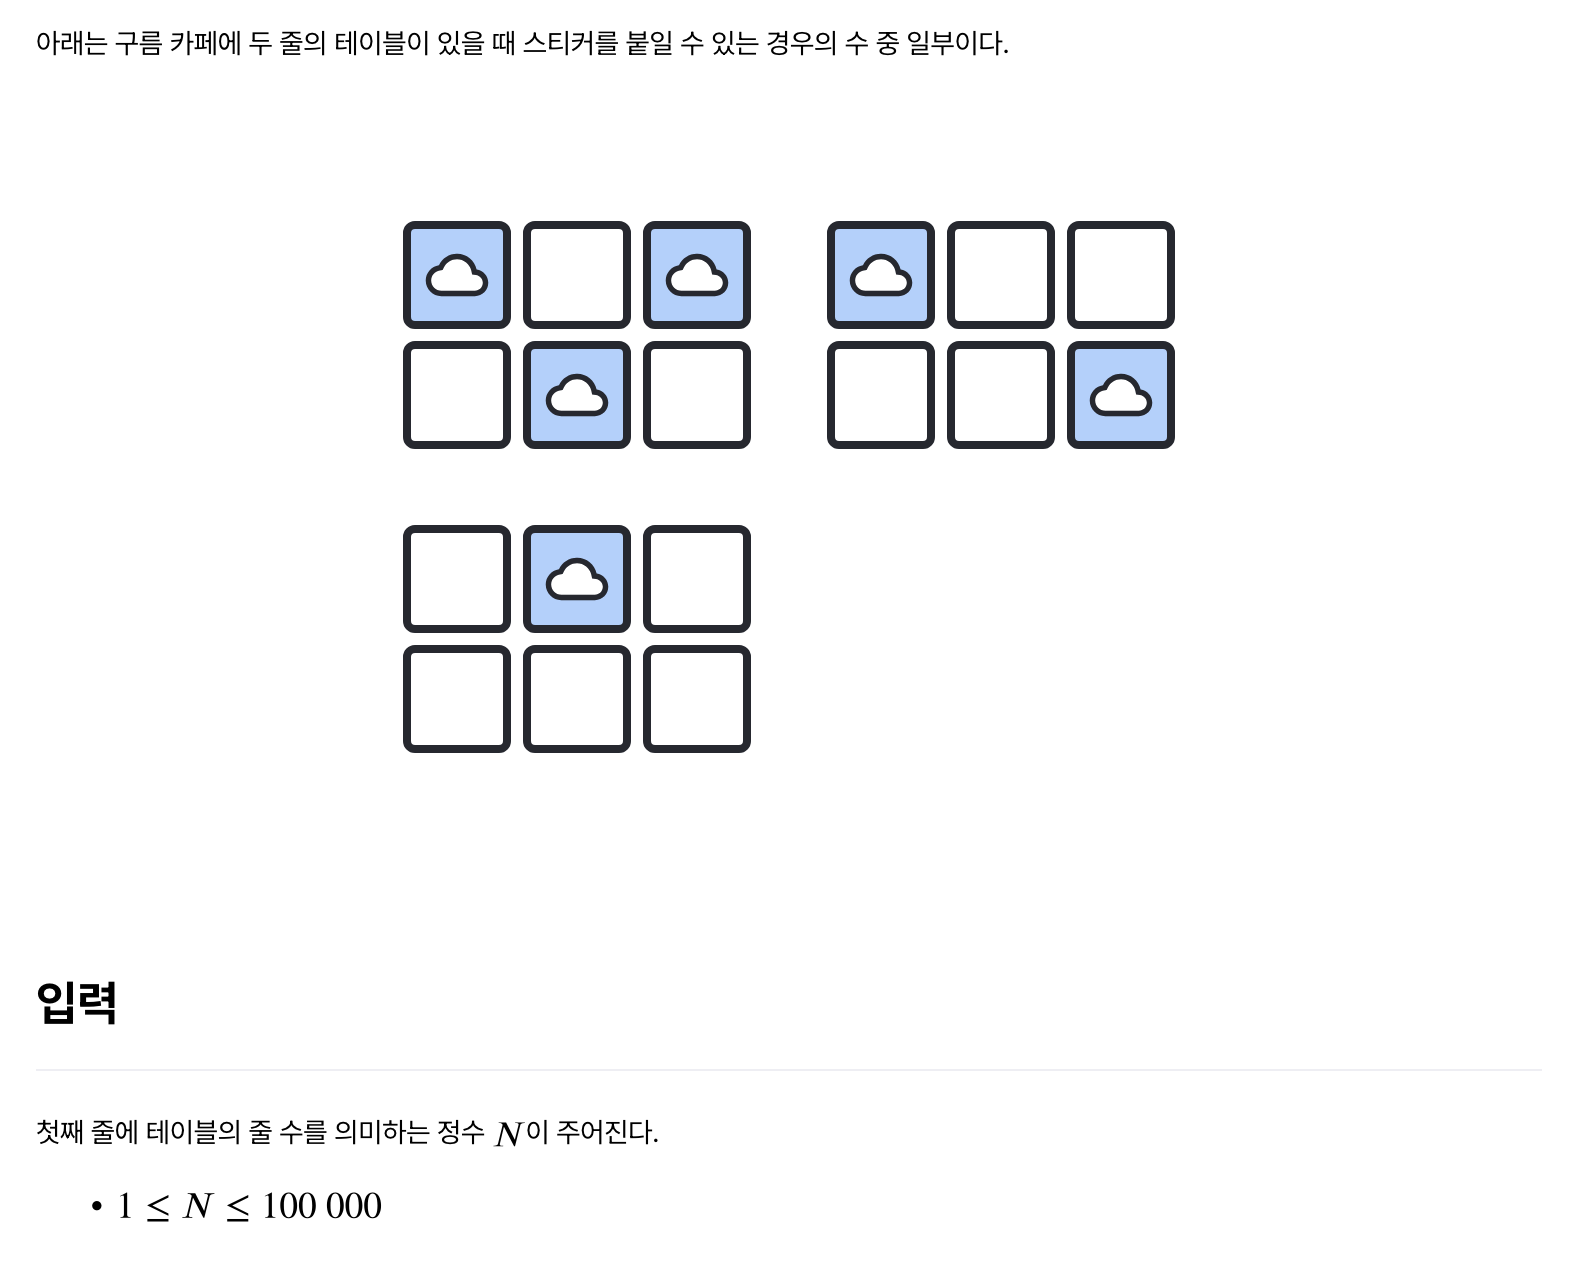 아래는 구름 카페에 두 줄의 테이블이 있을 때 스티커를 붙일 수 있는 경우의 수 중 일부이다.
입력
첫째 줄에 테이블의 줄 수를 의미하는 정수 N이 주어진다.
• 1 ≤ N ≤ 100 000